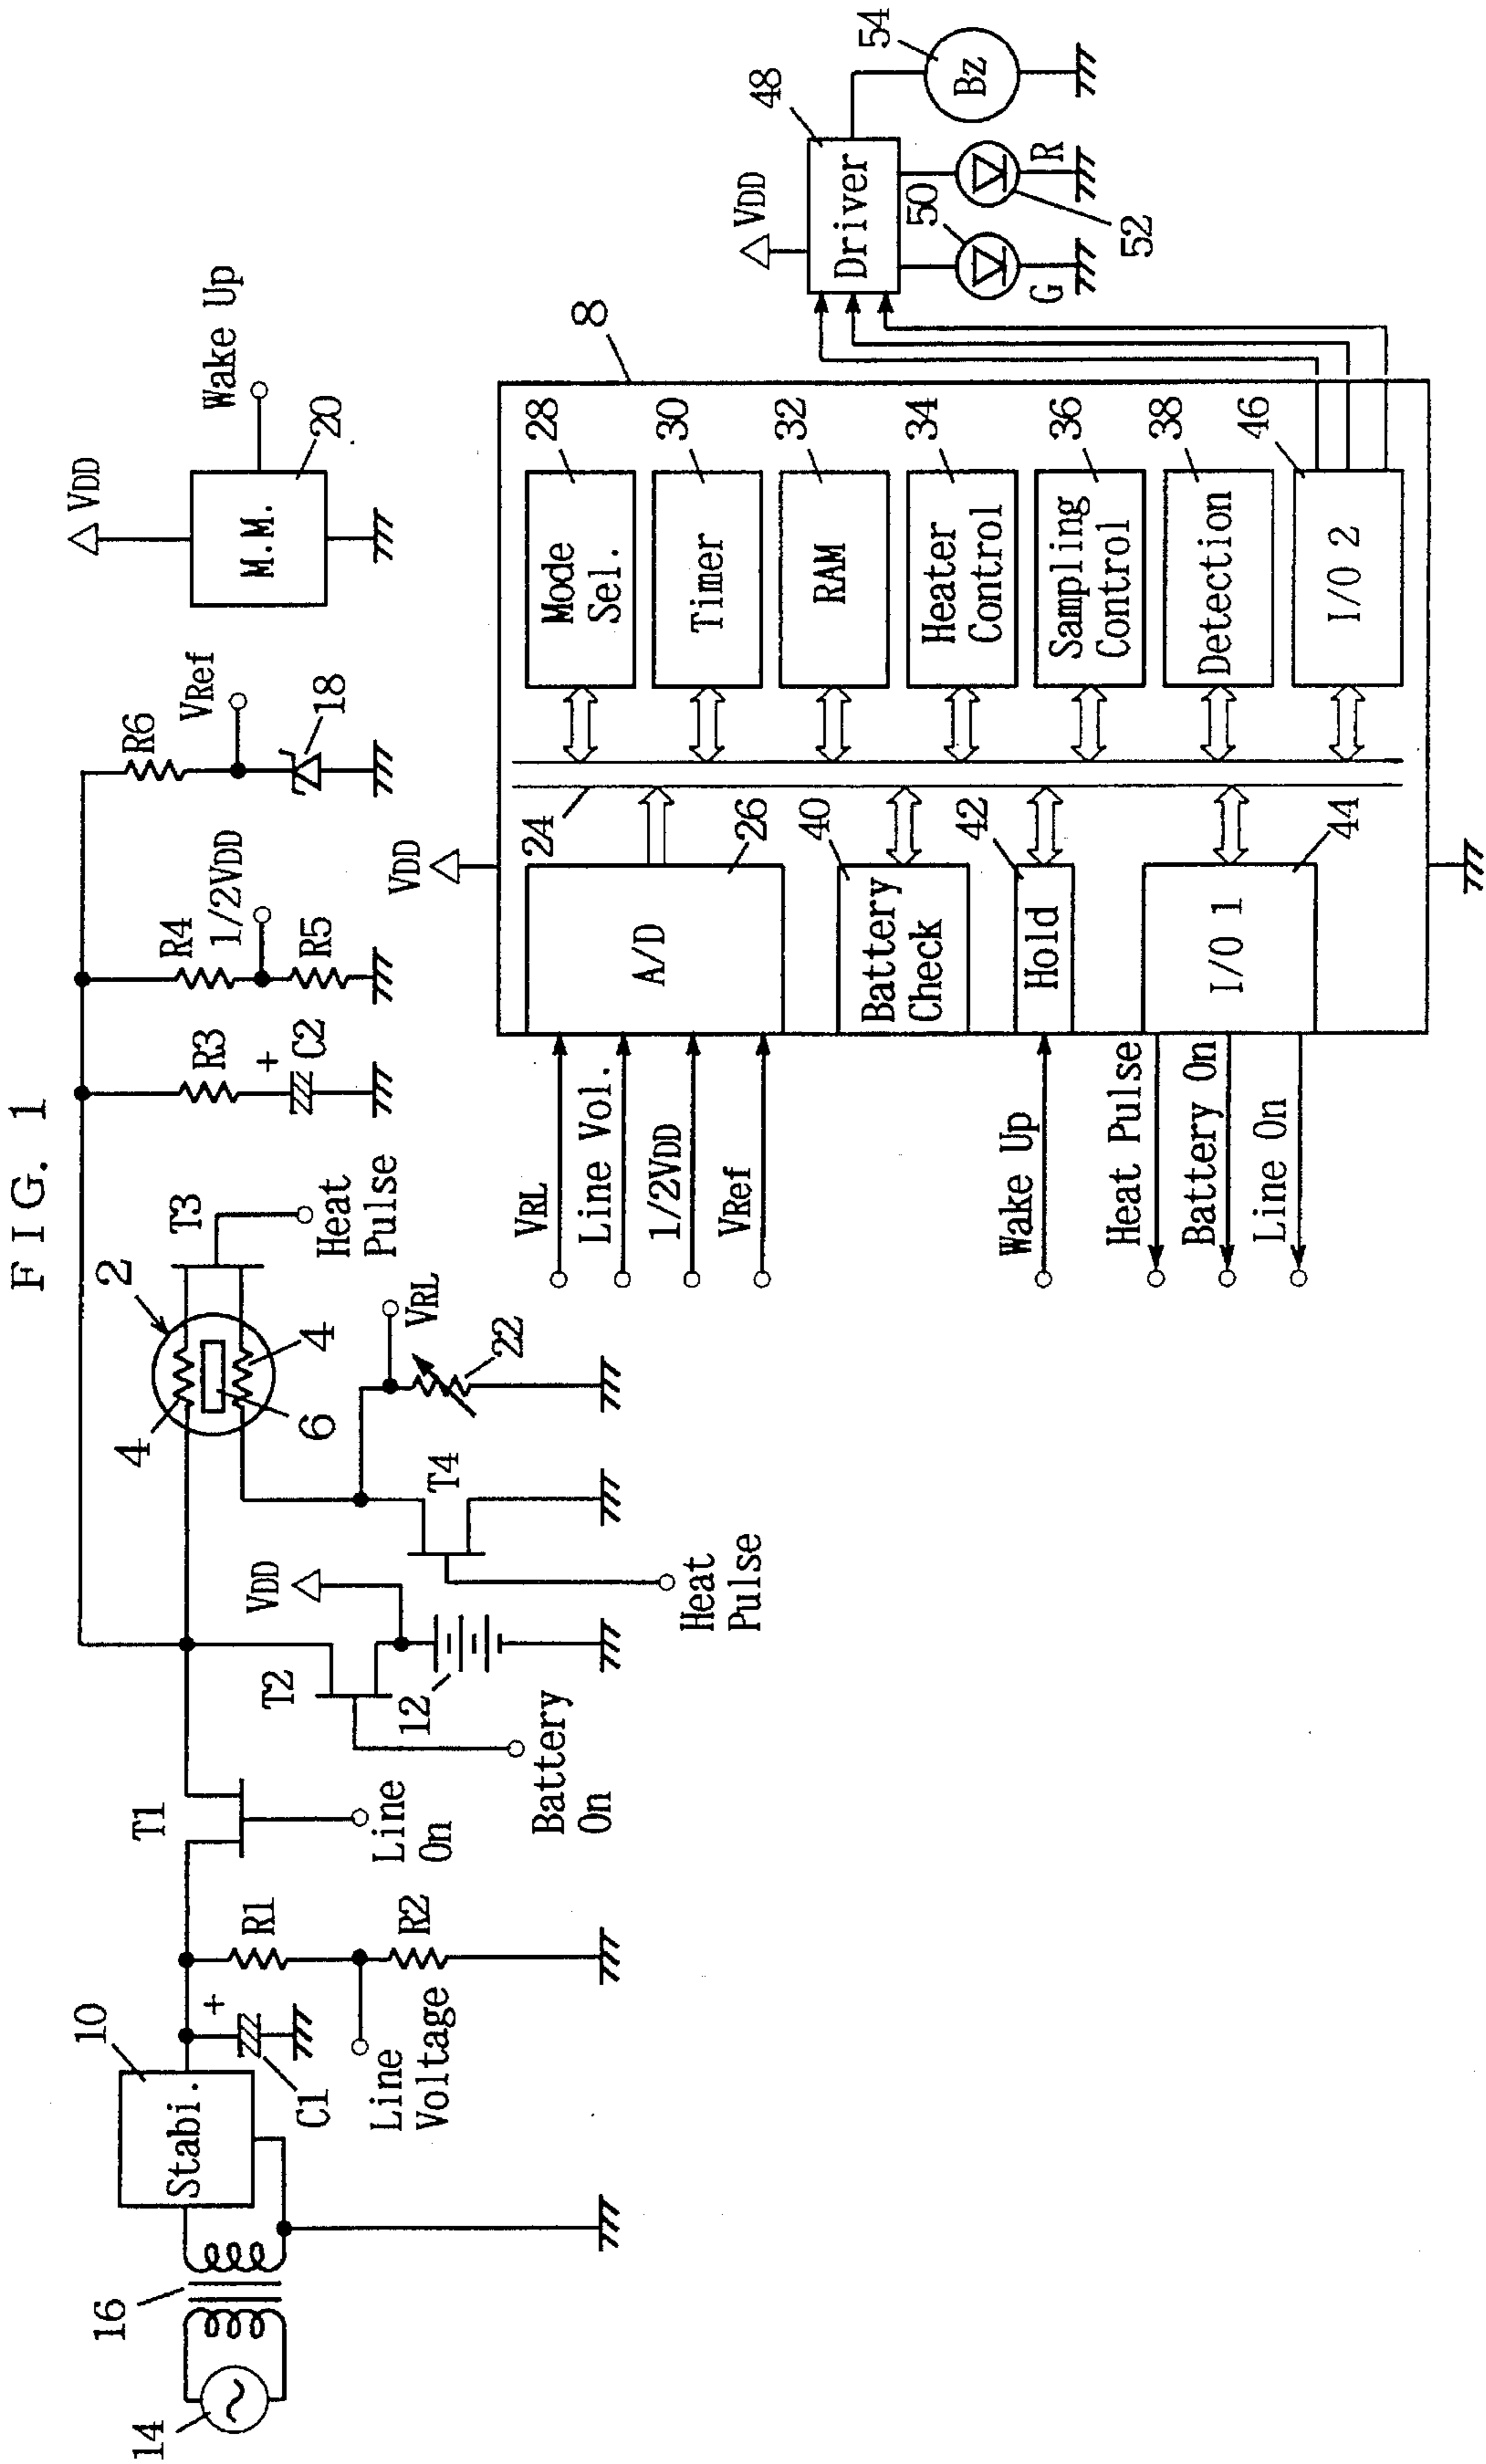 FIG. 1
14
16
10
Stabi.
+
C1
R1
R2
Line
Voltage
T1
Line
On
T2
Battery
On
12
VDD
2
4
4
6
T3
Heat
Pulse
T4
Heat
Pulse
VRL
22
R3
+
C2
R4
1/2VDD
R5
R6
VRef
18
VDD
M.M.
20
Wake Up
VDD
8
VRL
Line Vol.
1/2VDD
VRef
A/D
26
24
Battery
Check
40
Wake Up
Hold
42
Heat Pulse
Battery On
Line On
I/O 1
44
Mode
Sel.
28
Timer
30
RAM
32
Heater
Control
34
Sampling
Control
36
Detection
38
I/O 2
46
VDD
Driver
48
50
G
52
R
Bz
54